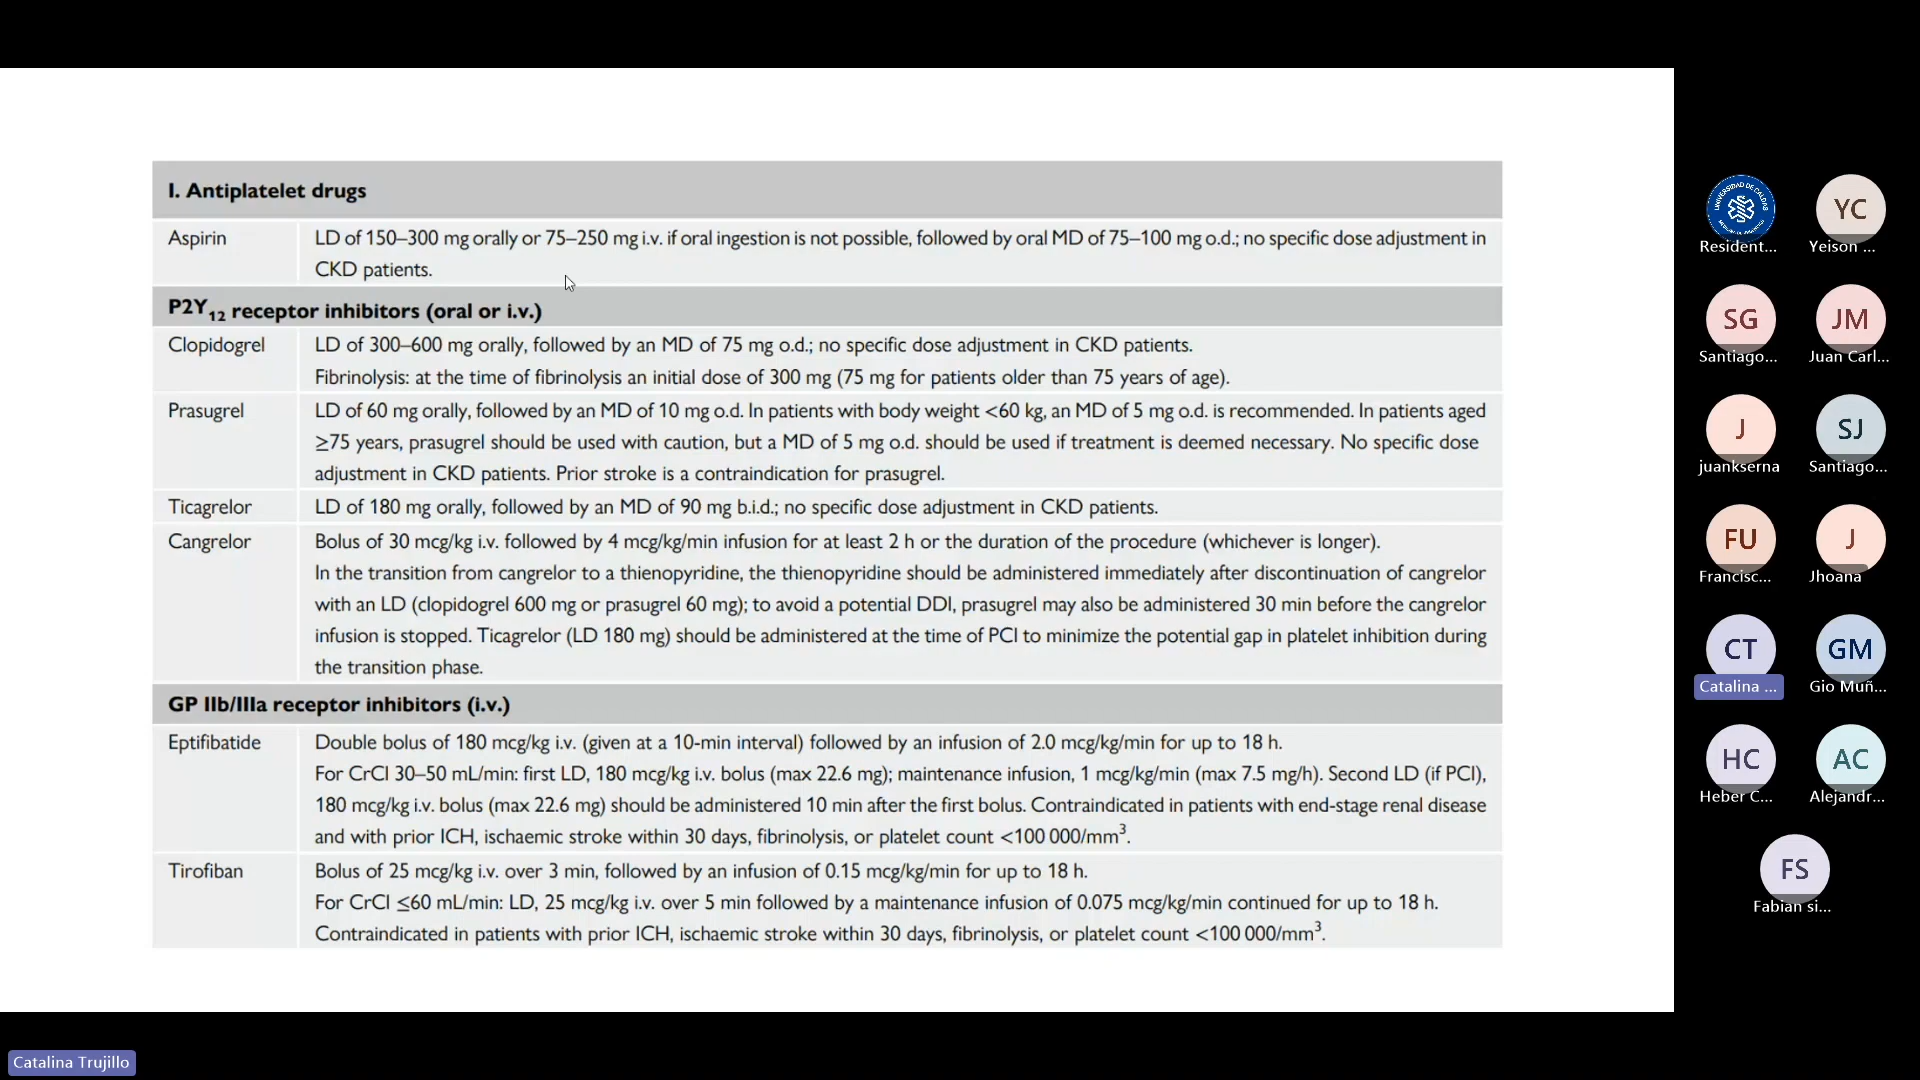 I. Antiplatelet drugs
Aspirin
LD of 150–300 mg orally or 75–250 mg i.v. if oral ingestion is not possible, followed by oral MD of 75–100 mg o.d.; no specific dose adjustment in
CKD patients.
P2Y12 receptor inhibitors (oral or i.v.)
Clopidogrel
LD of 300–600 mg orally, followed by an MD of 75 mg o.d.; no specific dose adjustment in CKD patients.
Fibrinolysis: at the time of fibrinolysis an initial dose of 300 mg (75 mg for patients older than 75 years of age).
Prasugrel
LD of 60 mg orally, followed by an MD of 10 mg o.d. In patients with body weight <60 kg, an MD of 5 mg o.d. is recommended. In patients aged
≥75 years, prasugrel should be used with caution, but a MD of 5 mg o.d. should be used if treatment is deemed necessary. No specific dose
adjustment in CKD patients. Prior stroke is a contraindication for prasugrel.
Ticagrelor
LD of 180 mg orally, followed by an MD of 90 mg b.i.d.; no specific dose adjustment in CKD patients.
Cangrelor
Bolus of 30 mcg/kg i.v. followed by 4 mcg/kg/min infusion for at least 2 h or the duration of the procedure (whichever is longer).
In the transition from cangrelor to a thienopyridine, the thienopyridine should be administered immediately after discontinuation of cangrelor
with an LD (clopidogrel 600 mg or prasugrel 60 mg); to avoid a potential DDI, prasugrel may also be administered 30 min before the cangrelor
infusion is stopped. Ticagrelor (LD 180 mg) should be administered at the time of PCI to minimize the potential gap in platelet inhibition during
the transition phase.
GP IIb/IIIa receptor inhibitors (i.v.)
Eptifibatide
Double bolus of 180 mcg/kg i.v. (given at a 10-min interval) followed by an infusion of 2.0 mcg/kg/min for up to 18 h.
For CrCl 30–50 mL/min: first LD, 180 mcg/kg i.v. bolus (max 22.6 mg); maintenance infusion, 1 mcg/kg/min (max 7.5 mg/h). Second LD (if PCI),
180 mcg/kg i.v. bolus (max 22.6 mg) should be administered 10 min after the first bolus. Contraindicated in patients with end-stage renal disease
and with prior ICH, ischaemic stroke within 30 days, fibrinolysis, or platelet count <100 000/mm3.
Tirofiban
Bolus of 25 mcg/kg i.v. over 3 min, followed by an infusion of 0.15 mcg/kg/min for up to 18 h.
For CrCl ≤60 mL/min: LD, 25 mcg/kg i.v. over 5 min followed by a maintenance infusion of 0.075 mcg/kg/min continued for up to 18 h.
Contraindicated in patients with prior ICH, ischaemic stroke within 30 days, fibrinolysis, or platelet count <100 000/mm3.
UNIVERSIDAD DE CALDAS
YC
Resident...
Yeison ...
SG
JM
Santiago...
Juan Carl...
J
SJ
juankserna
Santiago...
FU
J
Francisc...
Jhoana
CT
GM
Catalina ...
Gio Muñ...
HC
AC
Heber C...
Alejandr...
FS
Fabian si...
Catalina Trujillo